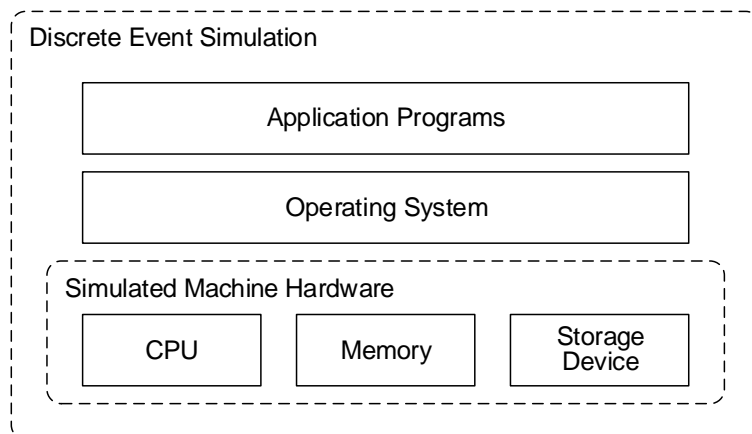 Discrete Event Simulation
Application Programs
Operating System
Simulated Machine Hardware
CPU
Memory
Storage
Device